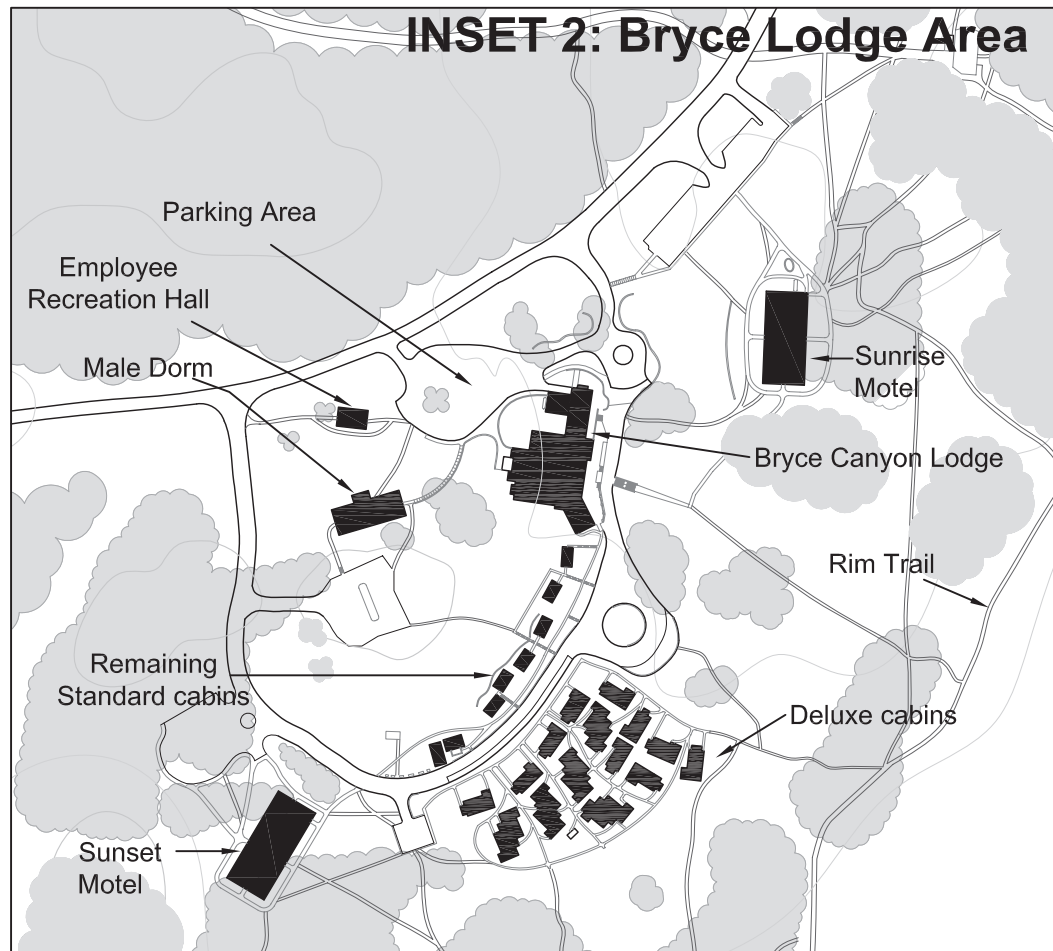 INSET 2: Bryce Lodge Area
Parking Area
Employee
Recreation Hall
Male Dorm
Sunrise
Motel
Bryce Canyon Lodge
Rim Trail
Remaining
Standard cabins
Deluxe cabins
Sunset
Motel